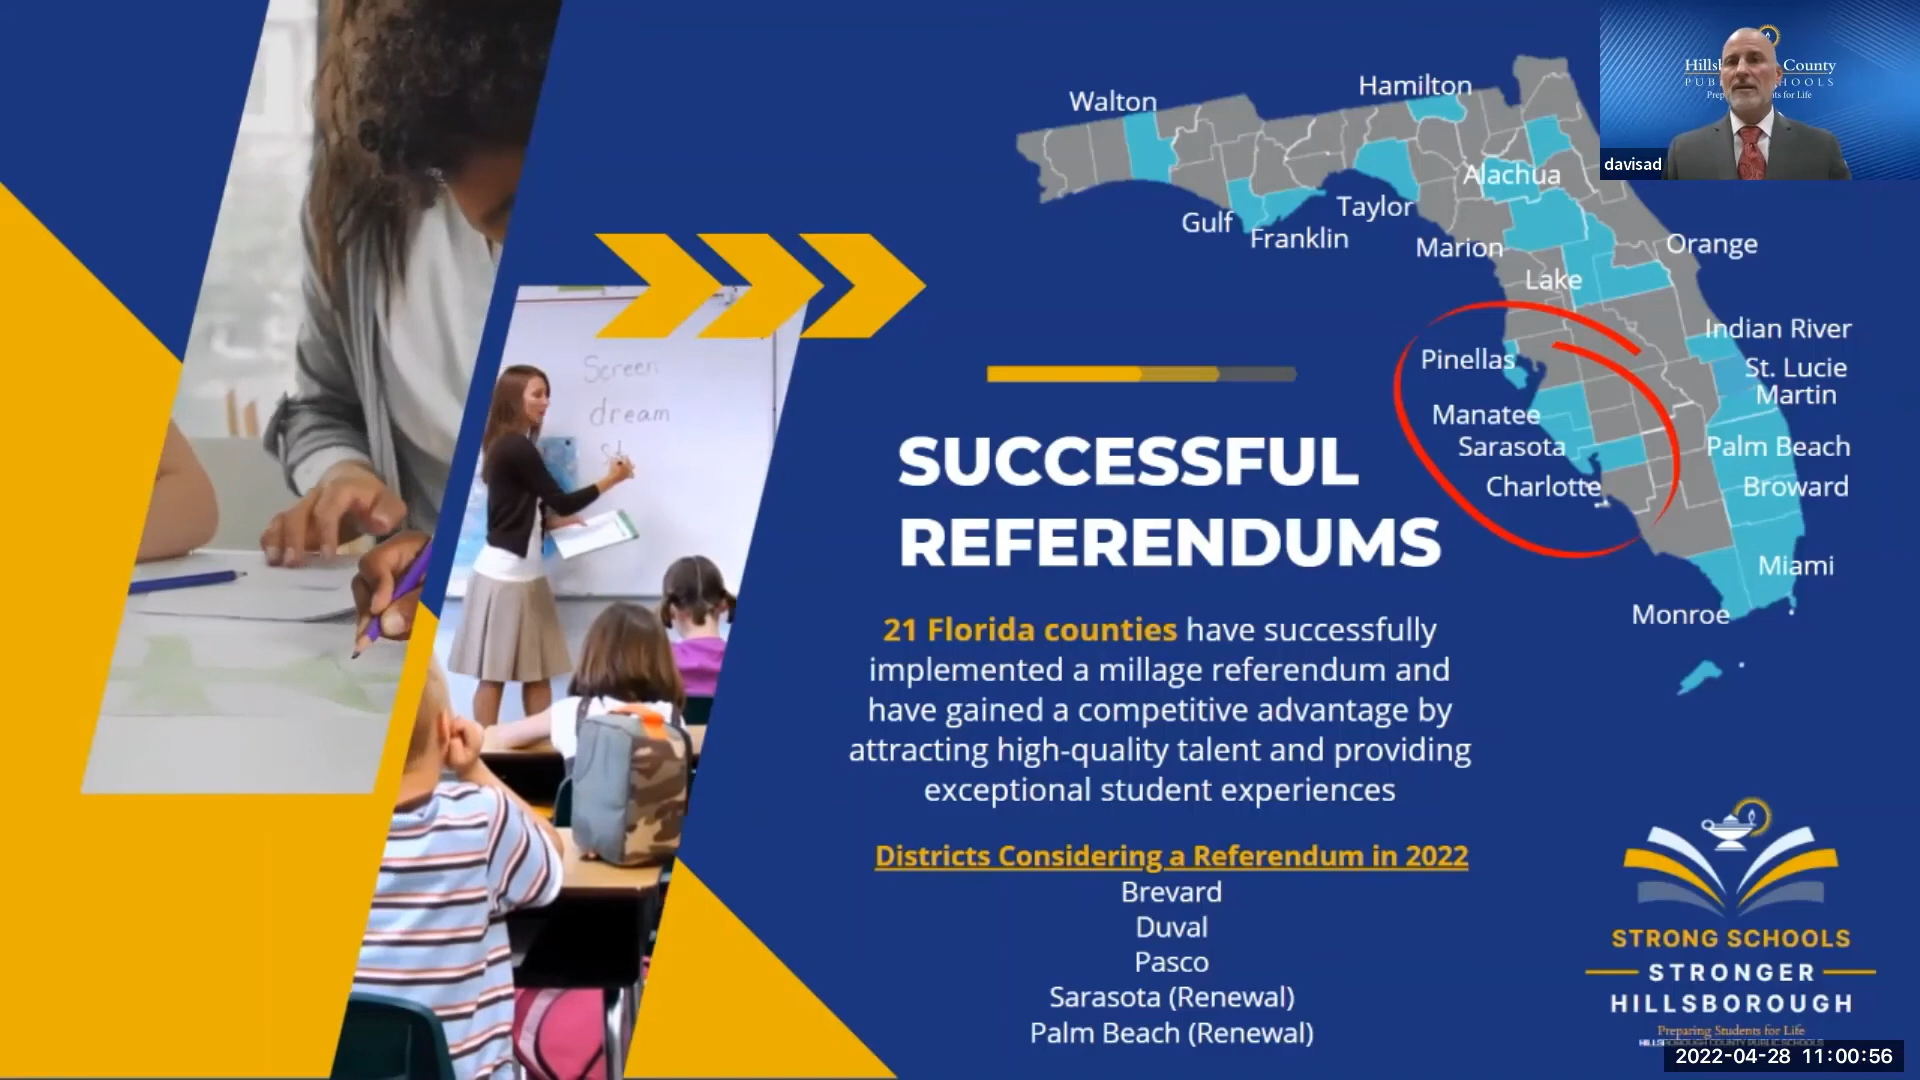 Walton
Hamilton
Alachua
Gulf
Franklin
Taylor
Marion
Orange
Lake
Indian River
St. Lucie
Martin
Pinellas
Manatee
Sarasota
Charlotte
Palm Beach
Broward
Miami
Monroe
County
davisad
Screen
dream
SUCCESSFUL
REFERENDUMS
21 Florida counties have successfully
implemented a millage referendum and
have gained a competitive advantage by
attracting high-quality talent and providing
exceptional student experiences
Districts Considering a Referendum in 2022
Brevard
Duval
Pasco
Sarasota (Renewal)
Palm Beach (Renewal)
STRONG SCHOOLS
STRONGER
HILLSBOROUGH
Preparing Students for Life
2022-04-28 11:00:56